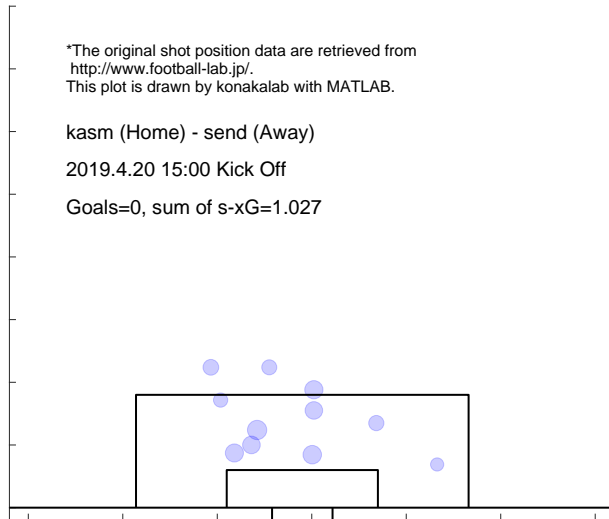 *The original shot position data are retrieved from
http://www.football-lab.jp/.
This plot is drawn by konakalab with MATLAB.
kasm (Home) - send (Away)
2019.4.20 15:00 Kick Off
Goals=0, sum of s-xG=1.027